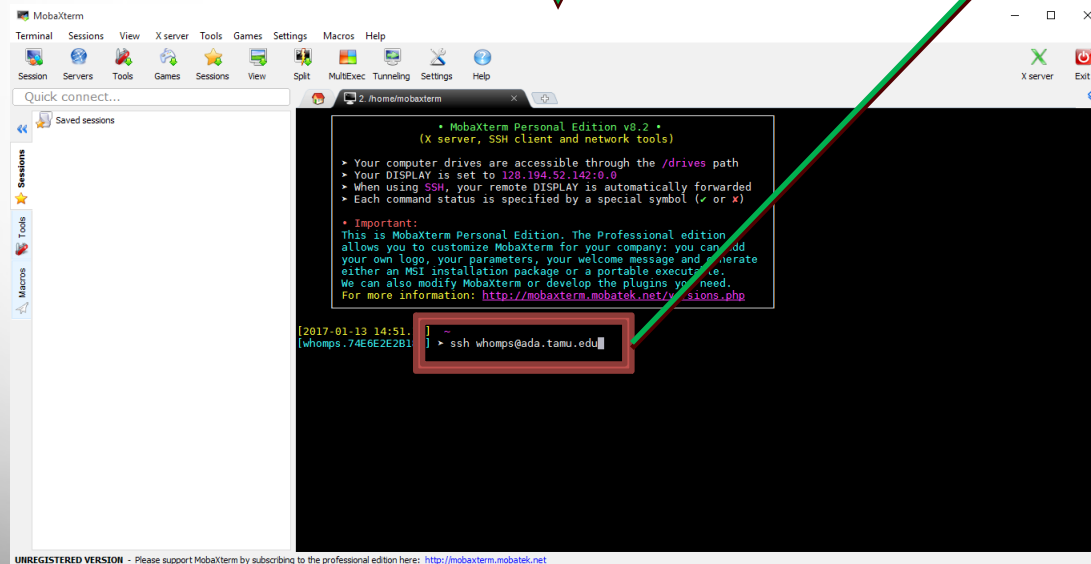 MobaXterm
Terminal Sessions View X server Tools Games Settings Macros Help
Session Servers Tools Games Sessions View Split MultiExec Tunneling Settings Help X server Exit
Quick connect...
2. /home/mobaxterm
Saved sessions
Sessions
Tools
Macros
• MobaXterm Personal Edition v8.2 •
(X server, SSH client and network tools)
➤ Your computer drives are accessible through the /drives path
➤ Your DISPLAY is set to 128.194.52.142:0.0
➤ When using SSH, your remote DISPLAY is automatically forwarded
➤ Each command status is specified by a special symbol (✔ or ✘)
• Important:
This is MobaXterm Personal Edition. The Professional edition
allows you to customize MobaXterm for your company: you can add
your own logo, your parameters, your welcome message and generate
either an MSI installation package or a portable executable.
We can also modify MobaXterm or develop the plugins you need.
For more information: http://mobaxterm.mobatek.net/versions.php
[2017-01-13 14:51. ] ~
[whomps.74E6E2E2B1 ] ➤ ssh whomps@ada.tamu.edu
UNREGISTERED VERSION - Please support MobaXterm by subscribing to the professional edition here: http://mobaxterm.mobatek.net